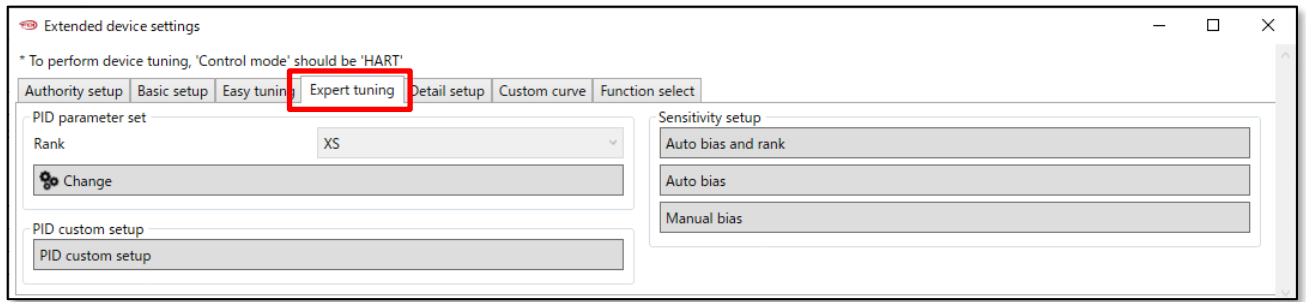 Extended device settings
* To perform device tuning, 'Control mode' should be 'HART'
Authority setup Basic setup Easy tuning Expert tuning Detail setup Custom curve Function select
PID parameter set
Rank XS
Change
PID custom setup
PID custom setup
Sensitivity setup
Auto bias and rank
Auto bias
Manual bias